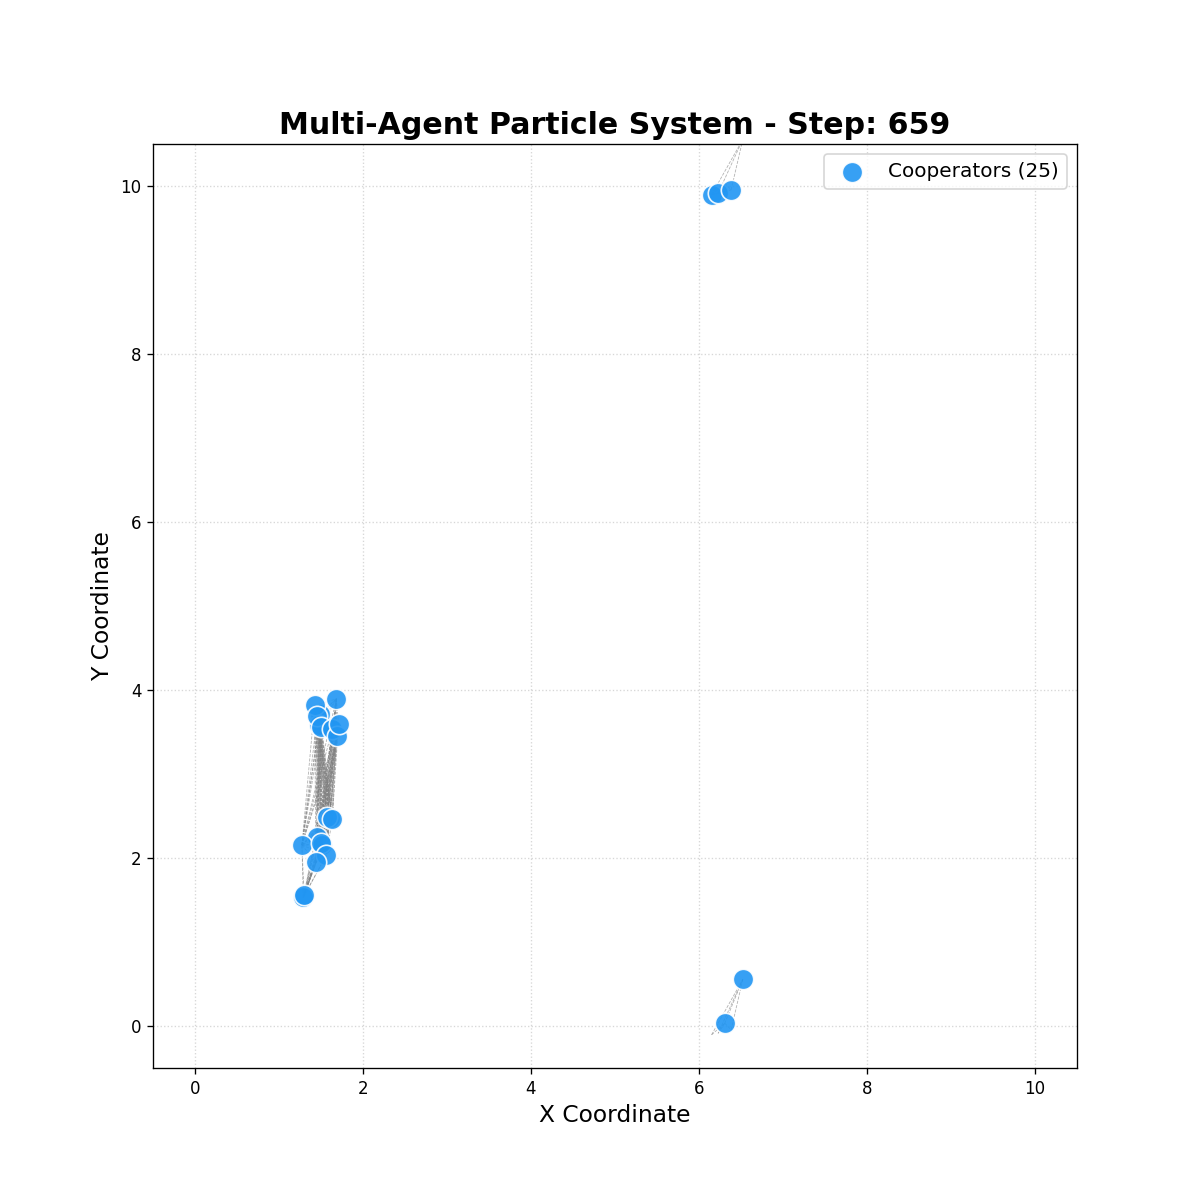 Multi-Agent Particle System - Step: 659
Cooperators (25)
10
8
6
4
2
0
Y Coordinate
0 2 4 6 8 10
X Coordinate